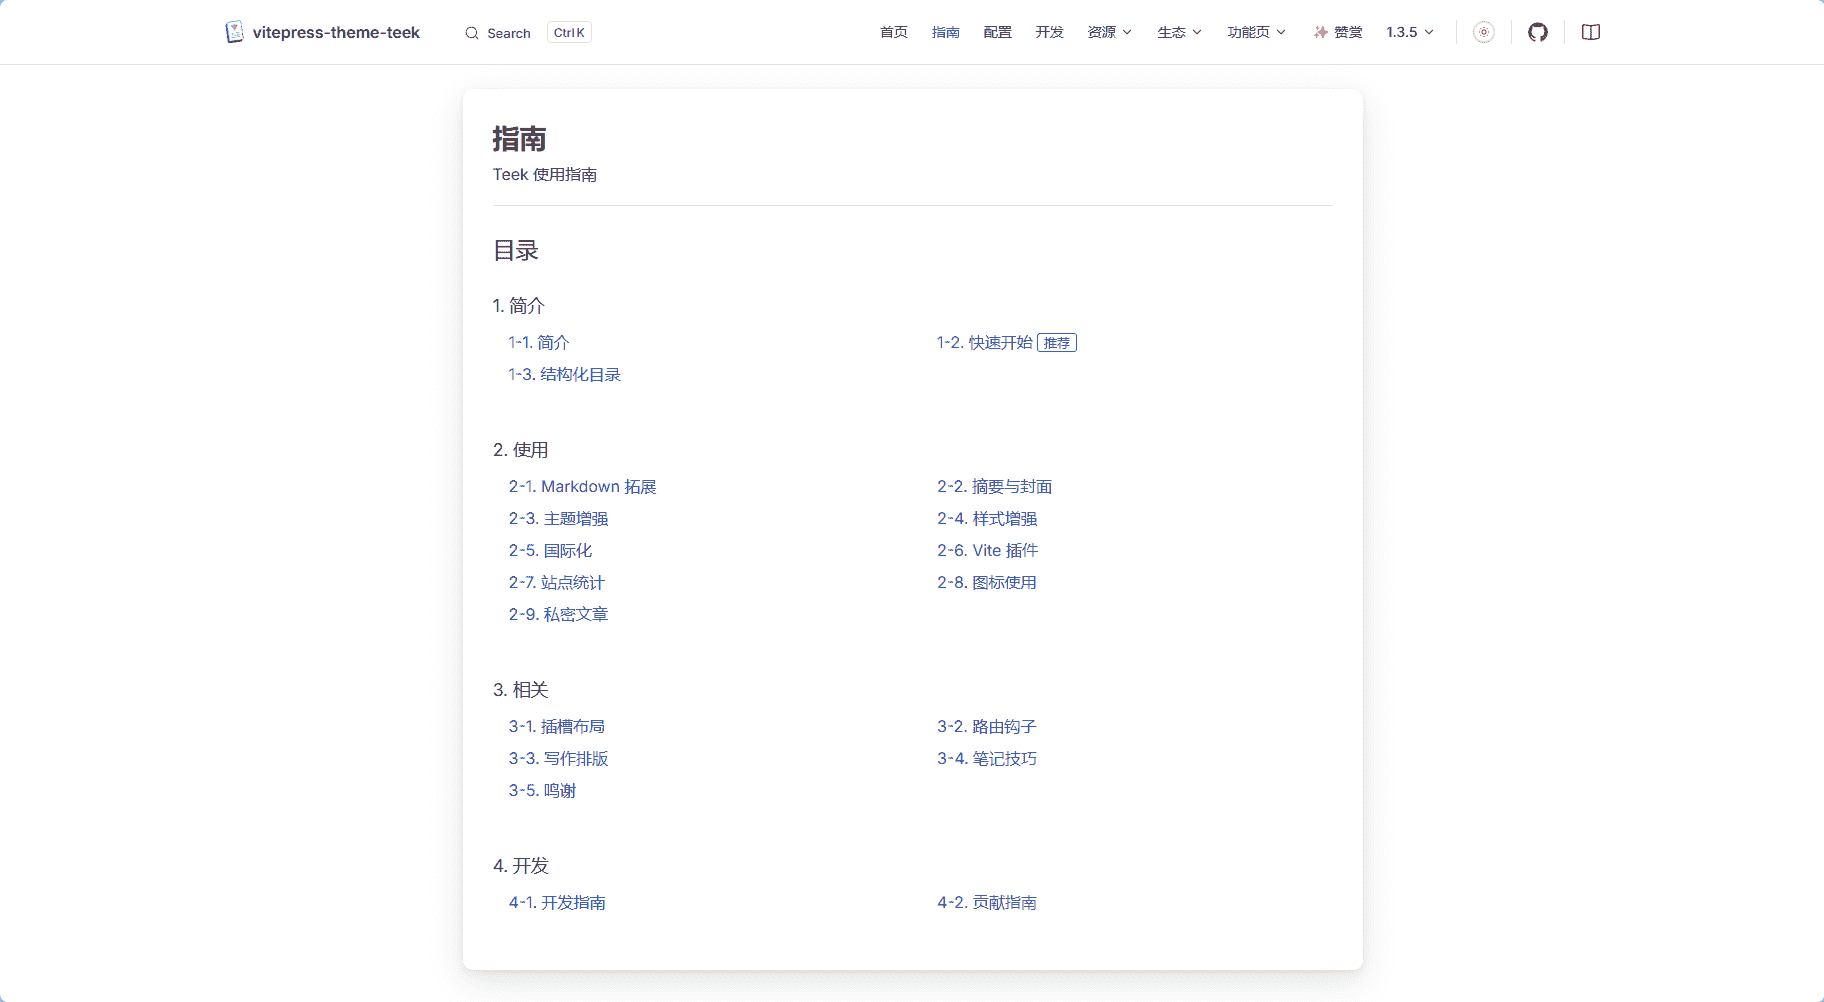 vitepress-theme-teek Search Ctrl K 首页 指南 配置 开发 资源 生态 功能页 赞赏 1.3.5
指南
Teek 使用指南
目录
1. 简介
1-1. 简介 1-2. 快速开始 推荐
1-3. 结构化目录
2. 使用
2-1. Markdown 拓展 2-2. 摘要与封面
2-3. 主题增强 2-4. 样式增强
2-5. 国际化 2-6. Vite 插件
2-7. 站点统计 2-8. 图标使用
2-9. 私密文章
3. 相关
3-1. 插槽布局 3-2. 路由钩子
3-3. 写作排版 3-4. 笔记技巧
3-5. 鸣谢
4. 开发
4-1. 开发指南 4-2. 贡献指南